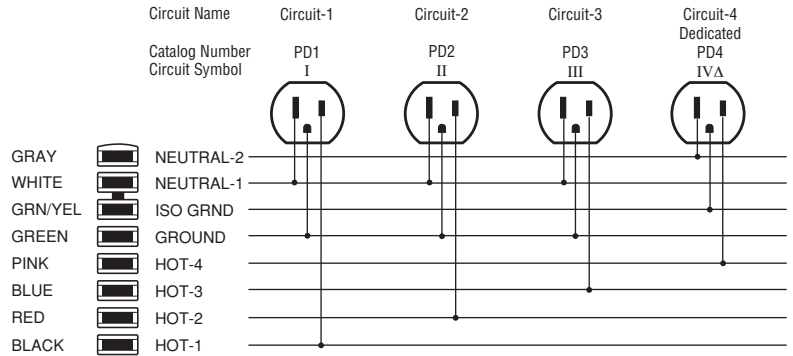 Circuit Name Circuit-1 Circuit-2 Circuit-3 Circuit-4
Dedicated
Catalog Number PD1 PD2 PD3 PD4
Circuit Symbol I II III IVΔ
GRAY NEUTRAL-2
WHITE NEUTRAL-1
GRN/YEL ISO GRND
GREEN GROUND
PINK HOT-4
BLUE HOT-3
RED HOT-2
BLACK HOT-1